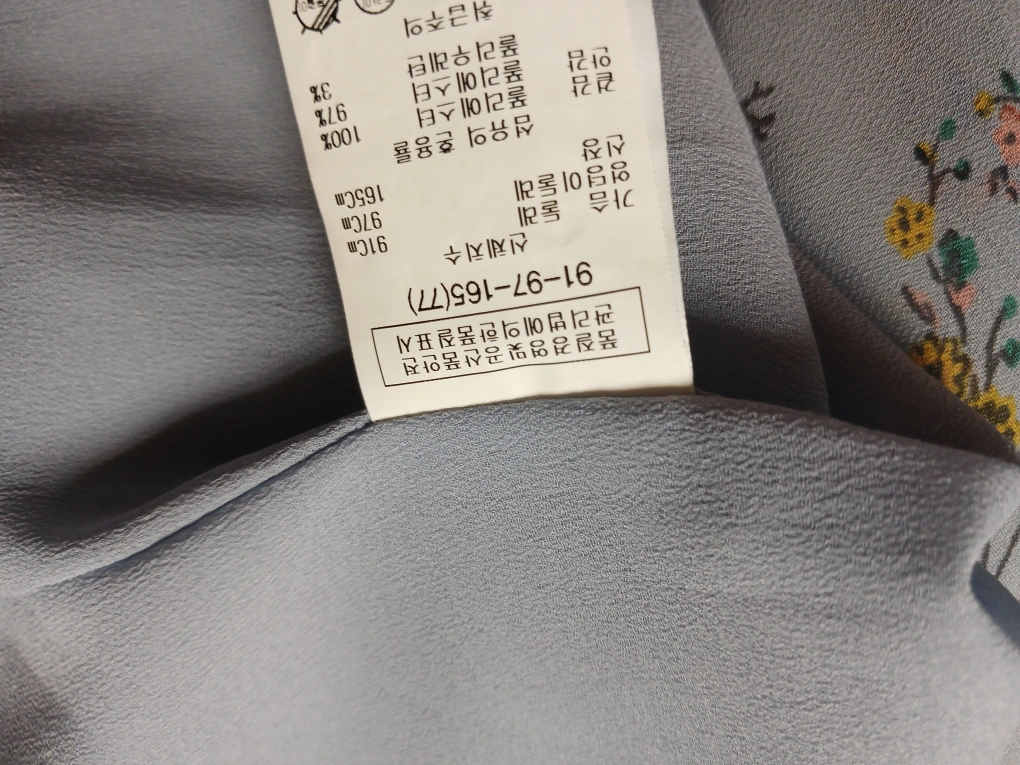 품질경영및공산품안전
관리법에의한품질표시
91-97-165(77)
신체치수
가슴 둘레 91Cm
엉덩이 둘레 97Cm
신장 165Cm
섬유의 혼용률
겉감 폴리에스터 100%
안감 폴리에스터 97%
폴리우레탄 3%
취급주의